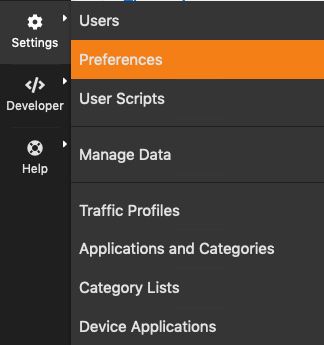 Settings
Developer
Help
Users
Preferences
User Scripts
Manage Data
Traffic Profiles
Applications and Categories
Category Lists
Device Applications